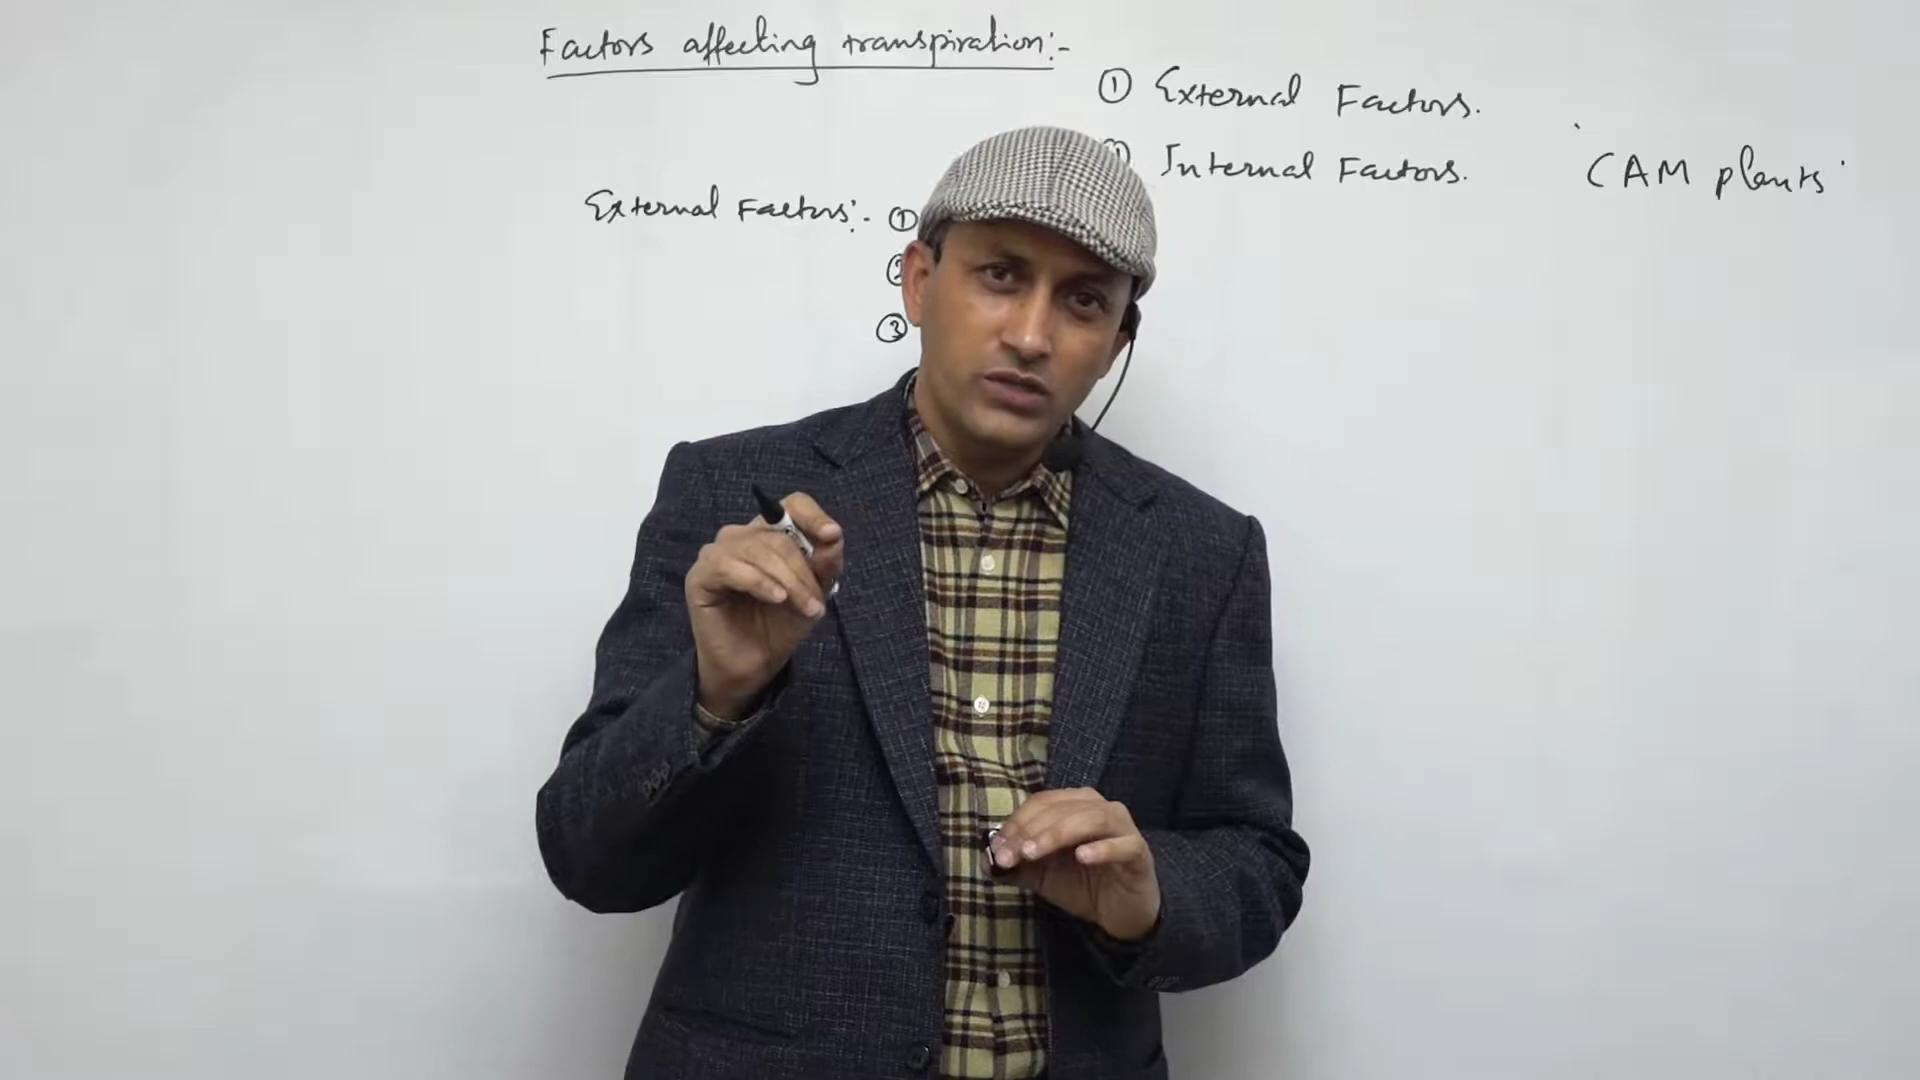 Factors affecting transpiration:-
① External Factors.
Internal Factors.
CAM plants
External Factors:- ①
②
③